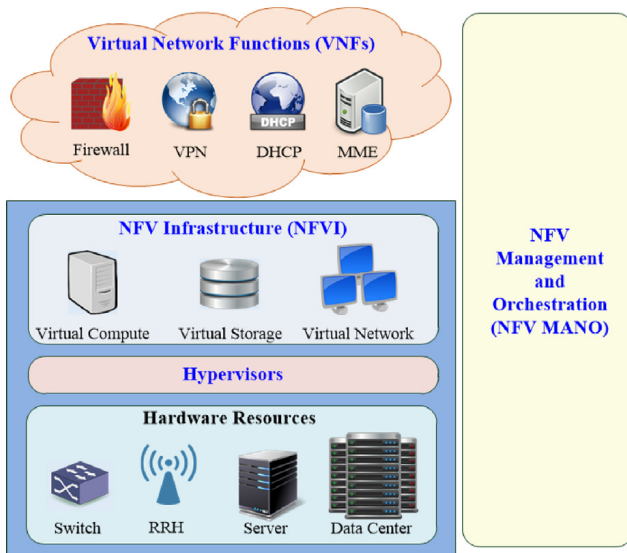 Virtual Network Functions (VNFs)
DHCP
Firewall
VPN
DHCP
MME
NFV Infrastructure (NFVI)
Virtual Compute
Virtual Storage
Virtual Network
Hypervisors
Hardware Resources
Switch
RRH
Server
Data Center
NFV
Management
and
Orchestration
(NFV MANO)